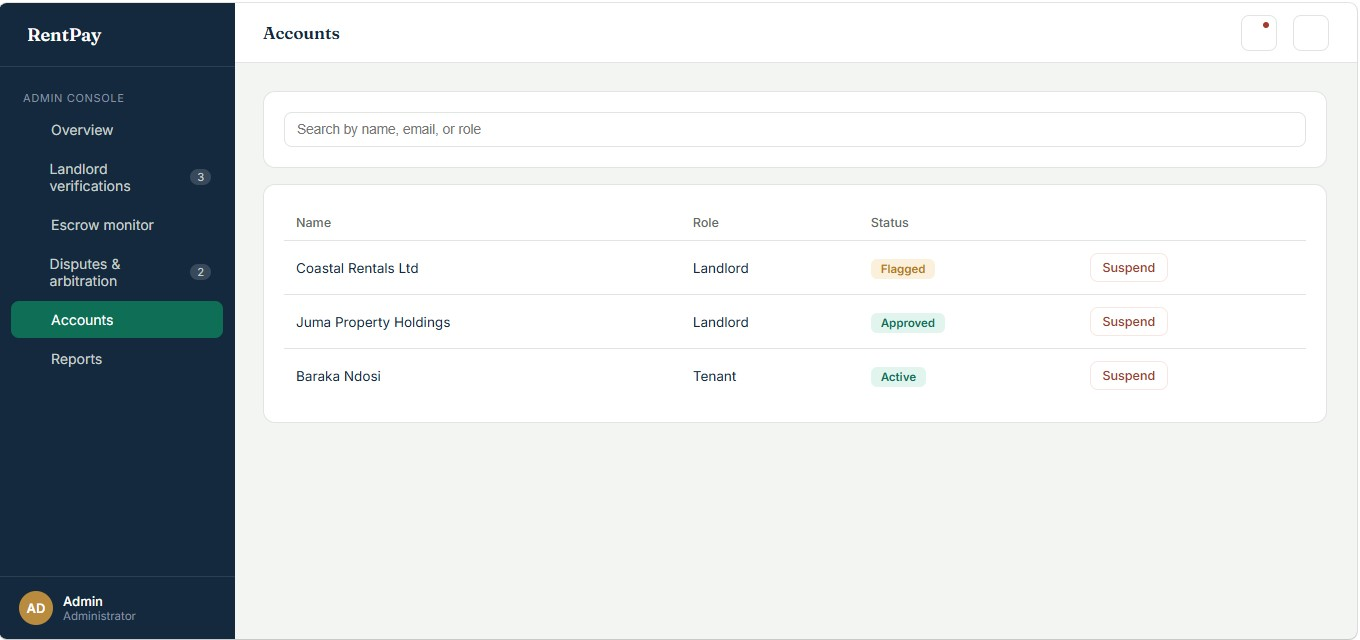 RentPay
ADMIN CONSOLE
Overview
Landlord
verifications
3
Escrow monitor
Disputes &
arbitration
2
Accounts
Reports
AD
Admin
Administrator
Accounts
Search by name, email, or role
Name Role Status
Coastal Rentals Ltd Landlord Flagged Suspend
Juma Property Holdings Landlord Approved Suspend
Baraka Ndosi Tenant Active Suspend